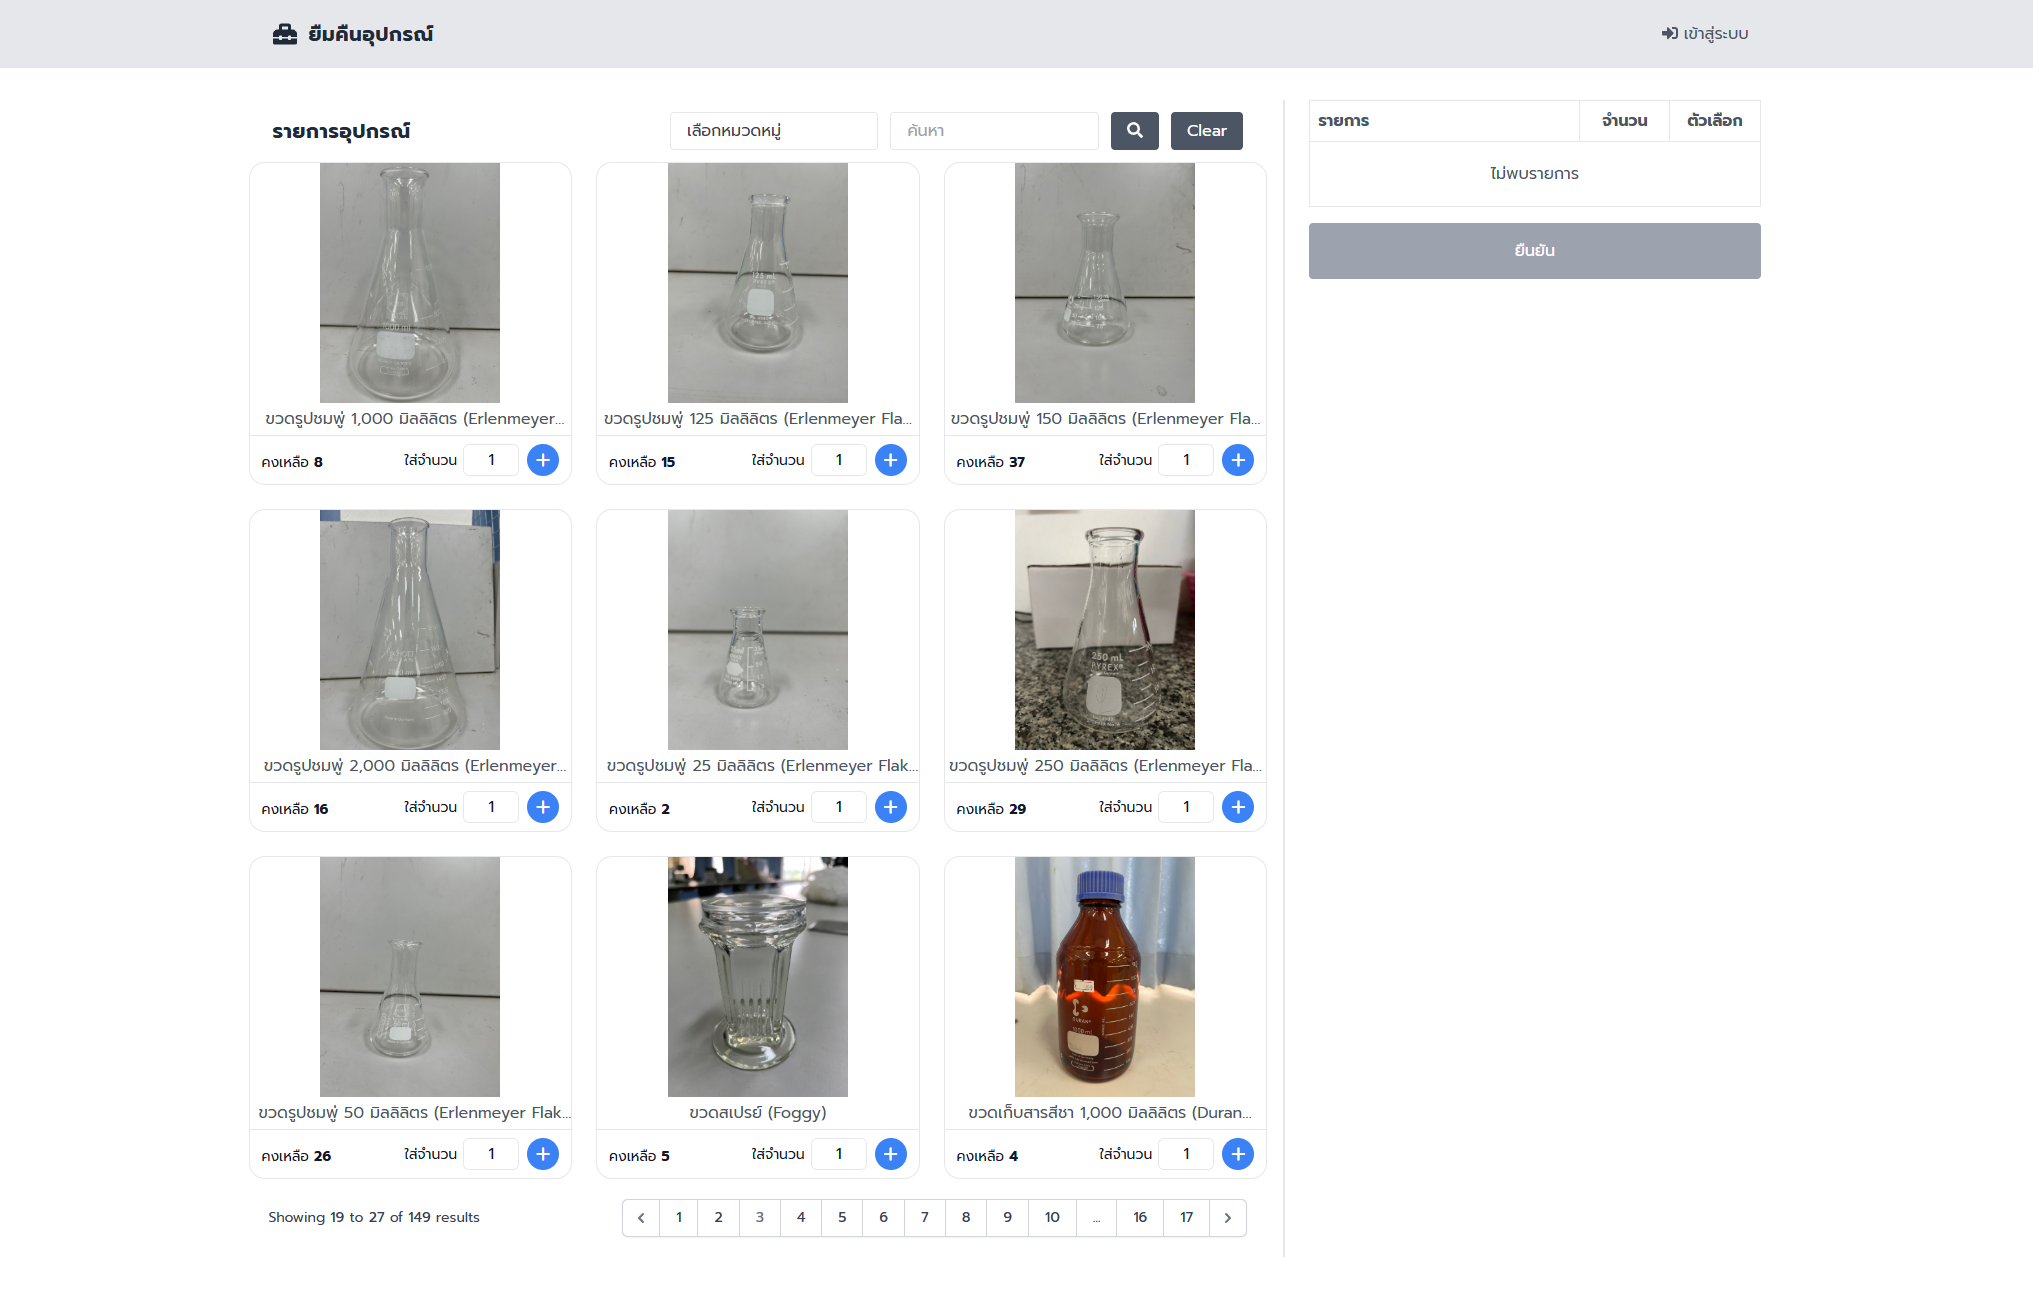 ยืมคืนอุปกรณ์
เข้าสู่ระบบ
รายการอุปกรณ์
เลือกหมวดหมู่
ค้นหา
Clear
ขวดรูปชมพู่ 1,000 มิลลิลิตร (Erlenmeyer...
คงเหลือ 8 ใส่จำนวน 1
ขวดรูปชมพู่ 125 มิลลิลิตร (Erlenmeyer Fla...
คงเหลือ 15 ใส่จำนวน 1
ขวดรูปชมพู่ 150 มิลลิลิตร (Erlenmeyer Fla...
คงเหลือ 37 ใส่จำนวน 1
ขวดรูปชมพู่ 2,000 มิลลิลิตร (Erlenmeyer...
คงเหลือ 16 ใส่จำนวน 1
ขวดรูปชมพู่ 25 มิลลิลิตร (Erlenmeyer Flak...
คงเหลือ 2 ใส่จำนวน 1
250 mL
PYREX®
ขวดรูปชมพู่ 250 มิลลิลิตร (Erlenmeyer Fla...
คงเหลือ 29 ใส่จำนวน 1
ขวดรูปชมพู่ 50 มิลลิลิตร (Erlenmeyer Flak...
คงเหลือ 26 ใส่จำนวน 1
ขวดสเปรย์ (Foggy)
คงเหลือ 5 ใส่จำนวน 1
ขวดเก็บสารสีชา 1,000 มิลลิลิตร (Duran...
คงเหลือ 4 ใส่จำนวน 1
Showing 19 to 27 of 149 results
1 2 3 4 5 6 7 8 9 10 ... 16 17
รายการ จำนวน ตัวเลือก
ไม่พบรายการ
ยืนยัน